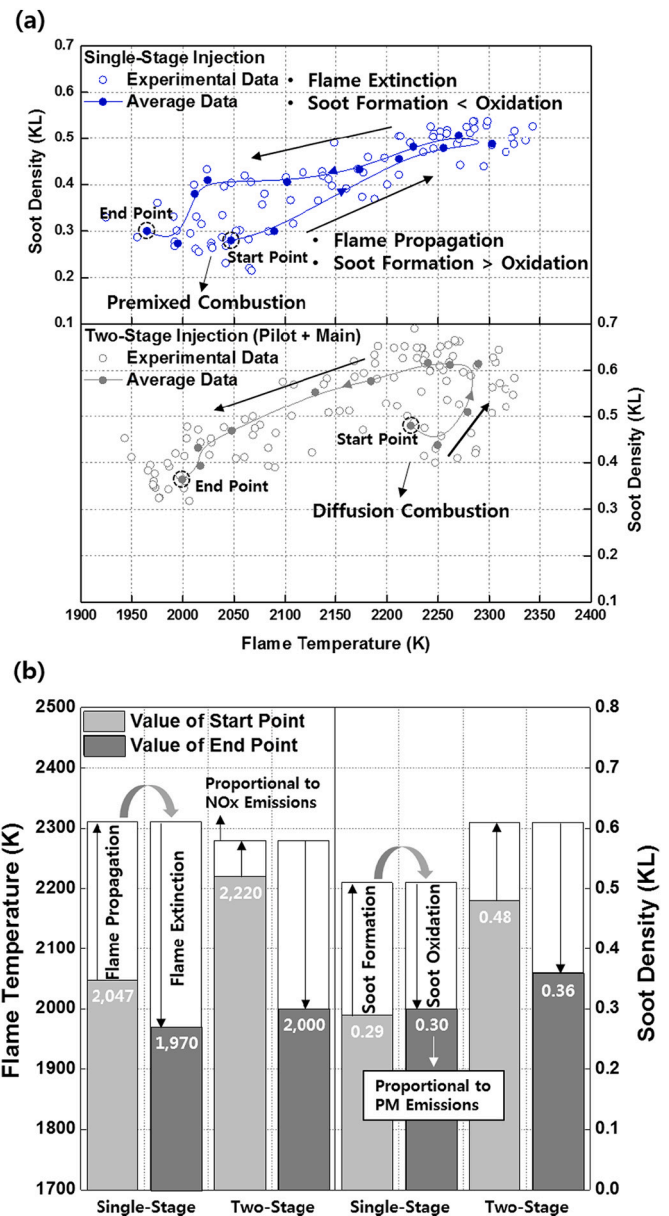 (a)
0.7
0.6
0.5
0.4
0.3
0.2
0.1
Soot Density (KL)
Single-Stage Injection
Experimental Data
Average Data
• Flame Extinction
• Soot Formation < Oxidation
End Point
Start Point
• Flame Propagation
• Soot Formation > Oxidation
Premixed Combustion
Two-Stage Injection (Pilot + Main)
Experimental Data
Average Data
Start Point
End Point
Diffusion Combustion
0.7
0.6
0.5
0.4
0.3
0.2
0.1
Soot Density (KL)
1900 1950 2000 2050 2100 2150 2200 2250 2300 2350 2400
Flame Temperature (K)
(b)
2500
2400
2300
2200
2100
2000
1900
1800
1700
Flame Temperature (K)
Value of Start Point
Value of End Point
Proportional to
NOx Emissions
Flame Propagation
Flame Extinction
2,047
1,970
2,220
2,000
Soot Formation
Soot Oxidation
0.29
0.30
0.48
0.36
Proportional to
PM Emissions
0.8
0.7
0.6
0.5
0.4
0.3
0.2
0.1
0.0
Soot Density (KL)
Single-Stage Two-Stage Single-Stage Two-Stage